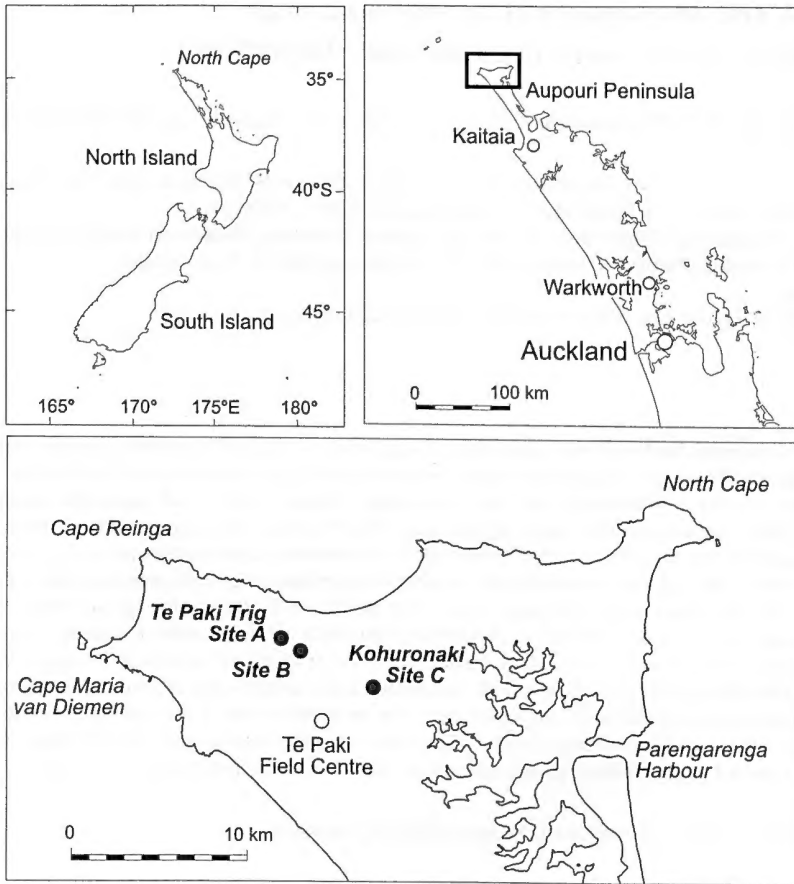 North Cape
North Island
South Island
35°
40°S
45°
165°
170°
175°E
180°
Aupouri Peninsula
Kaitaia
Warkworth
Auckland
0
100 km
North Cape
Cape Reinga
Te Paki Trig
Site A
Site B
Kohuronaki
Site C
Cape Maria
van Diemen
Te Paki
Field Centre
Parengarenga
Harbour
0
10 km